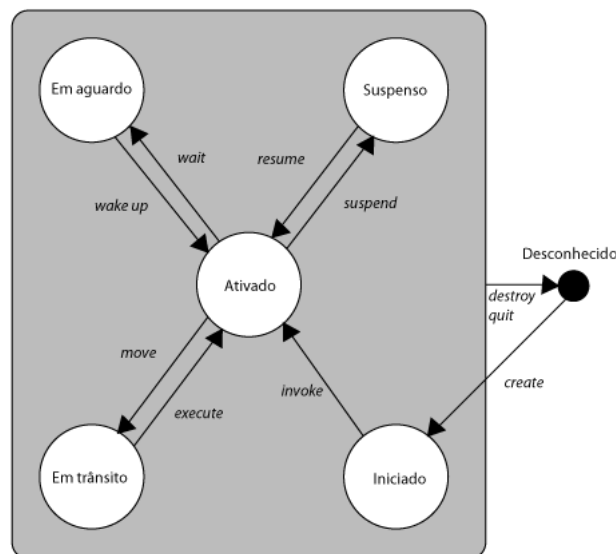 Em aguardo
Suspenso
wait
resume
wake up
suspend
Desconhecido
Ativado
destroy
quit
move
invoke
create
execute
Em trânsito
Iniciado